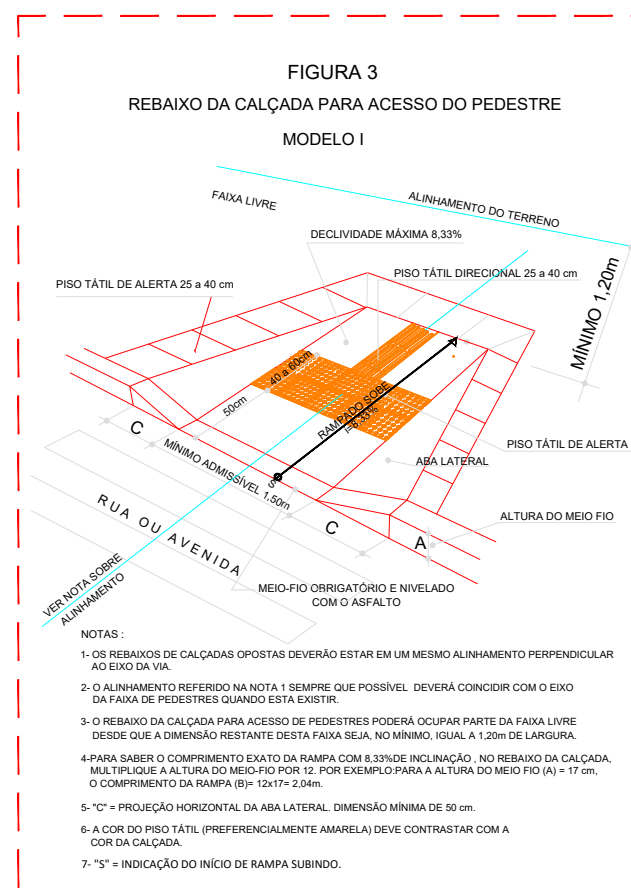 FIGURA 3
REBAIXO DA CALÇADA PARA ACESSO DO PEDESTRE
MODELO I
FAIXA LIVRE
ALINHAMENTO DO TERRENO
DECLIVIDADE MÁXIMA 8,33%
PISO TÁTIL DIRECIONAL 25 a 40 cm
PISO TÁTIL DE ALERTA 25 a 40 cm
MÍNIMO 1,20m
40 a 60cm
50cm
RAMPADO SOBE
i=8,33%
PISO TÁTIL DE ALERTA
C
MÍNIMO ADMISSÍVEL 1,50m
S
ABA LATERAL
C
A
ALTURA DO MEIO FIO
RUA OU AVENIDA
VER NOTA SOBRE
ALINHAMENTO
MEIO-FIO OBRIGATÓRIO E NIVELADO
COM O ASFALTO
NOTAS :
1- OS REBAIXOS DE CALÇADAS OPOSTAS DEVERÃO ESTAR EM UM MESMO ALINHAMENTO PERPENDICULAR
AO EIXO DA VIA.
2- O ALINHAMENTO REFERIDO NA NOTA 1 SEMPRE QUE POSSÍVEL DEVERÁ COINCIDIR COM O EIXO
DA FAIXA DE PEDESTRES QUANDO ESTA EXISTIR.
3- O REBAIXO DA CALÇADA PARA ACESSO DE PEDESTRES PODERÁ OCUPAR PARTE DA FAIXA LIVRE
DESDE QUE A DIMENSÃO RESTANTE DESTA FAIXA SEJA, NO MÍNIMO, IGUAL A 1,20m DE LARGURA.
4-PARA SABER O COMPRIMENTO EXATO DA RAMPA COM 8,33%DE INCLINAÇÃO , NO REBAIXO DA CALÇADA,
MULTIPLIQUE A ALTURA DO MEIO-FIO POR 12. POR EXEMPLO:PARA A ALTURA DO MEIO FIO (A) = 17 cm,
O COMPRIMENTO DA RAMPA (B)= 12x17= 2,04m.
5- "C" = PROJEÇÃO HORIZONTAL DA ABA LATERAL. DIMENSÃO MÍNIMA DE 50 cm.
6- A COR DO PISO TÁTIL (PREFERENCIALMENTE AMARELA) DEVE CONTRASTAR COM A
COR DA CALÇADA.
7- "S" = INDICAÇÃO DO INÍCIO DE RAMPA SUBINDO.